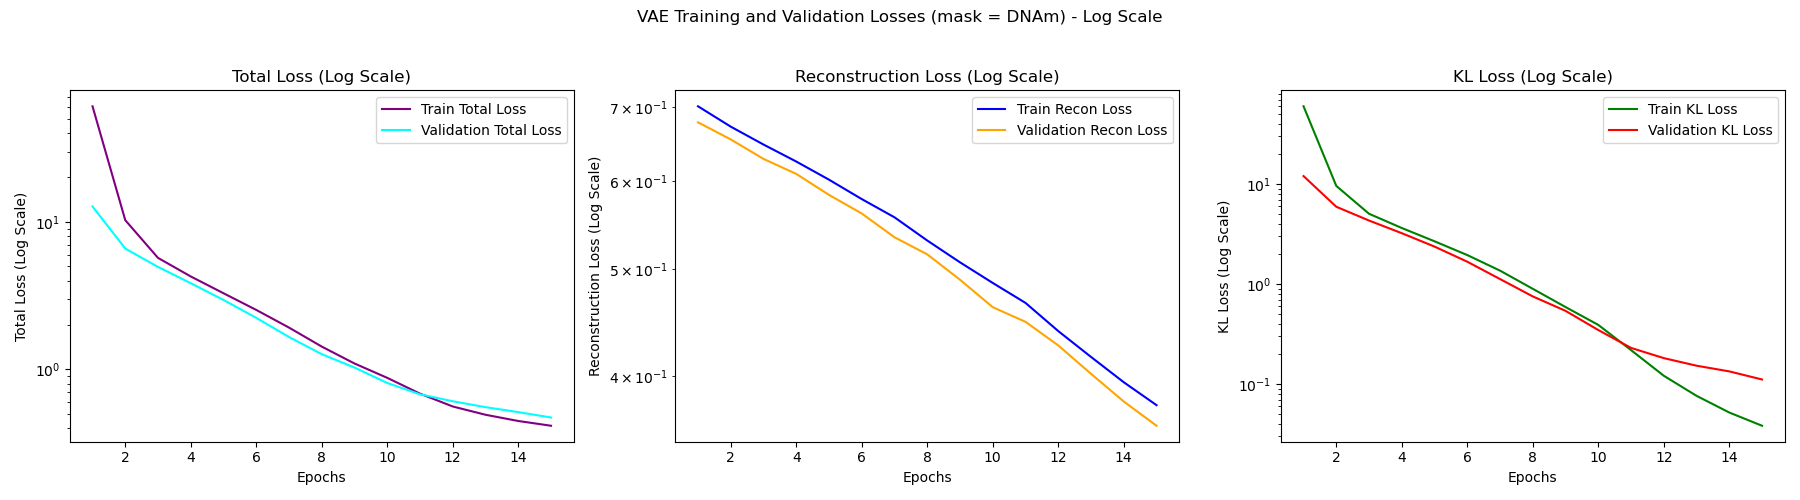 VAE Training and Validation Losses (mask = DNAm) - Log Scale
Total Loss (Log Scale)
Train Total Loss
Validation Total Loss
Total Loss (Log Scale)
10¹
10⁰
2 4 6 8 10 12 14
Epochs
Reconstruction Loss (Log Scale)
Train Recon Loss
Validation Recon Loss
Reconstruction Loss (Log Scale)
7 × 10⁻¹
6 × 10⁻¹
5 × 10⁻¹
4 × 10⁻¹
2 4 6 8 10 12 14
Epochs
KL Loss (Log Scale)
Train KL Loss
Validation KL Loss
KL Loss (Log Scale)
10¹
10⁰
10⁻¹
2 4 6 8 10 12 14
Epochs